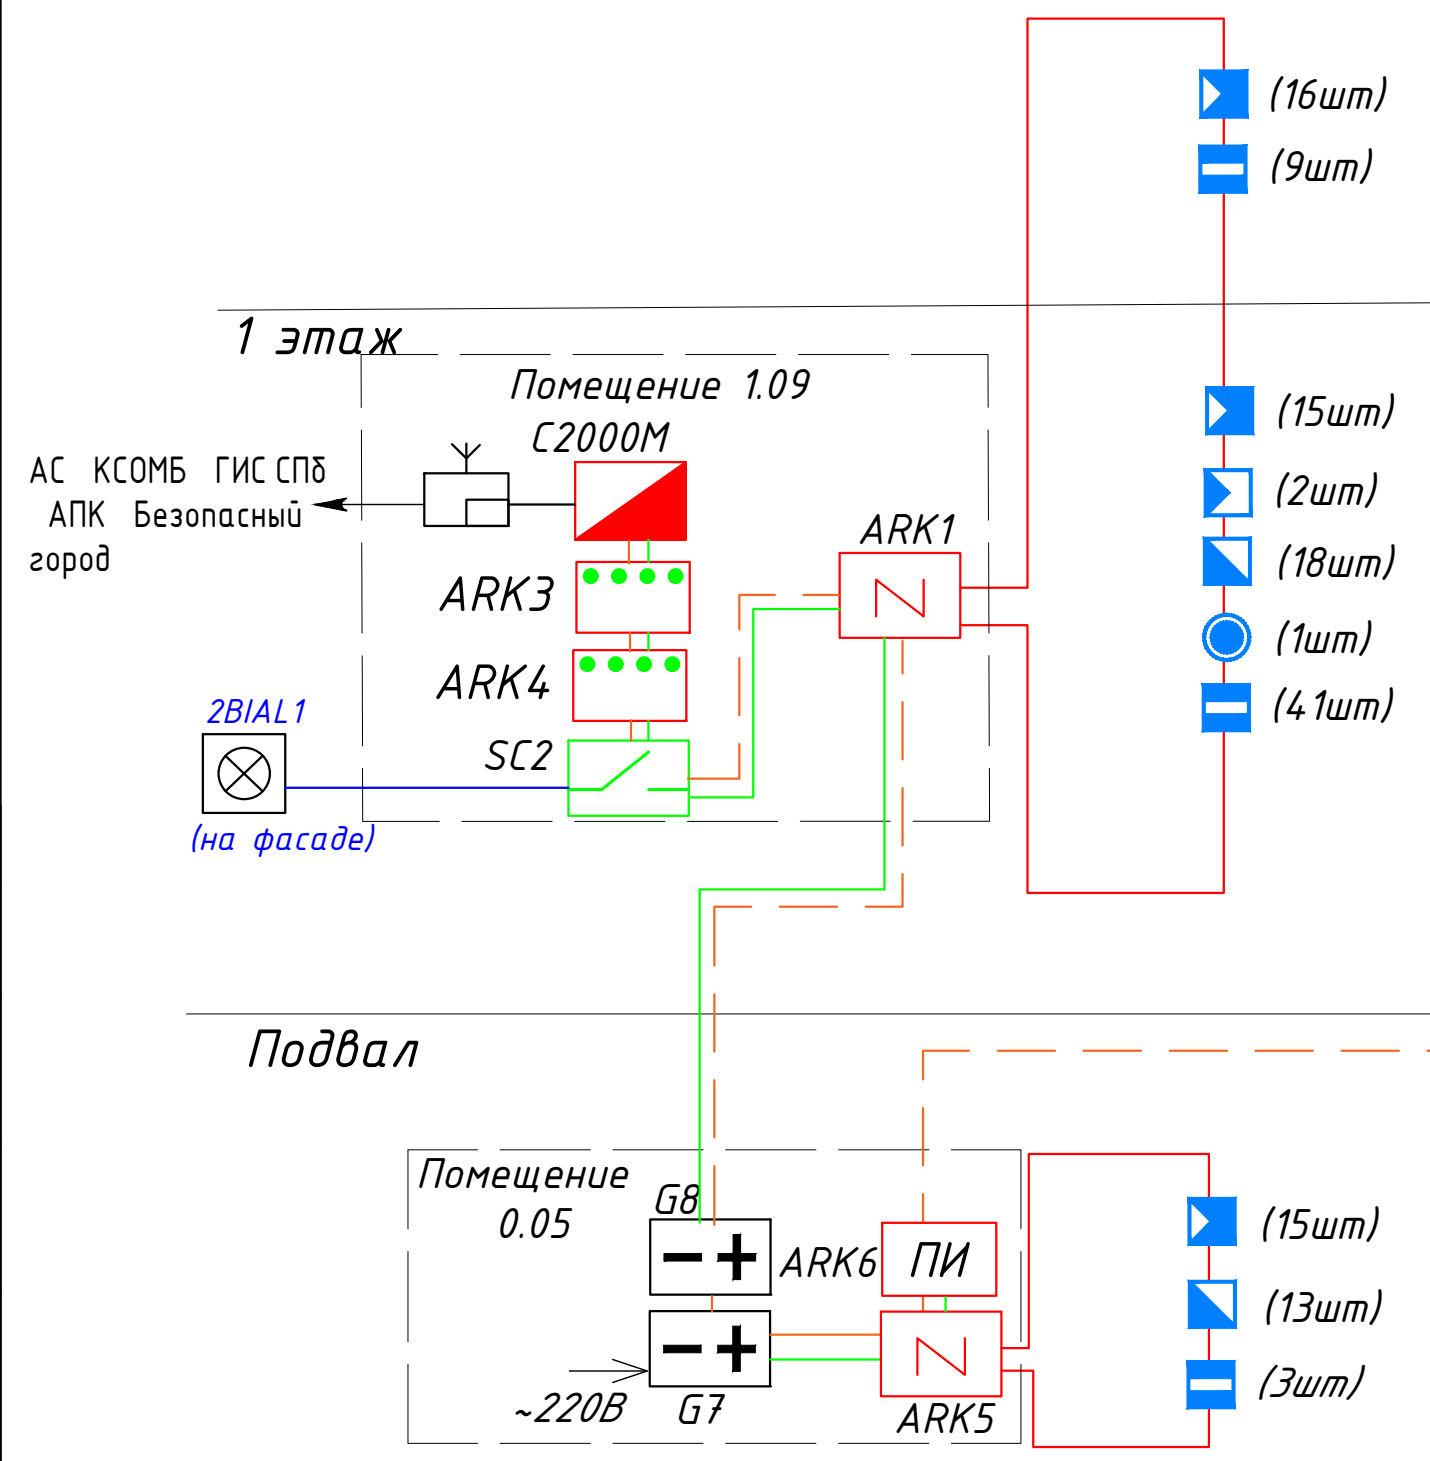 (16шт)
(9шт)
1 этаж
Помещение 1.09
С2000М
АС КСОМБ ГИС СПб
АПК Безопасный
город
ARK1
ARK3
ARK4
2BIAL1
SC2
(на фасаде)
(15шт)
(2шт)
(18шт)
(1шт)
(41шт)
Подвал
Помещение
0.05
G8
ARK6
ПИ
~220В
G7
ARK5
(15шт)
(13шт)
(3шт)